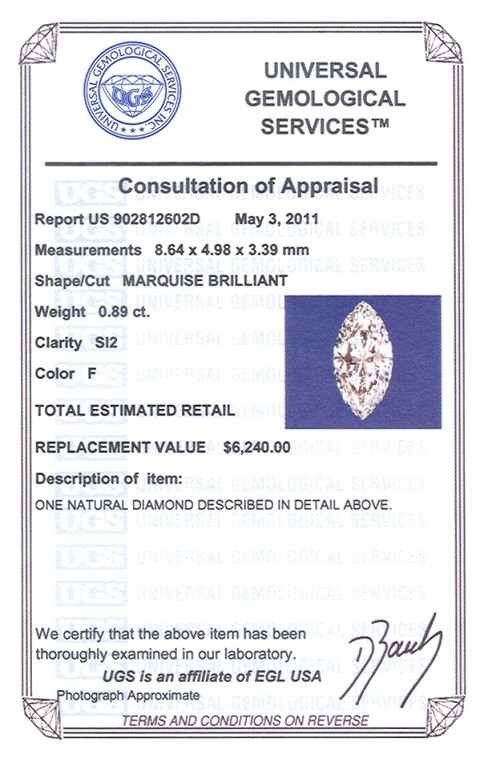 UNIVERSAL GEMOLOGICAL SERVICES INC.
UGS
UNIVERSAL
GEMOLOGICAL
SERVICES™
Consultation of Appraisal
Report US 902812602D May 3, 2011
Measurements 8.64 x 4.98 x 3.39 mm
Shape/Cut MARQUISE BRILLIANT
Weight 0.89 ct.
Clarity SI2
Color F
TOTAL ESTIMATED RETAIL
REPLACEMENT VALUE $6,240.00
Description of item:
ONE NATURAL DIAMOND DESCRIBED IN DETAIL ABOVE.
We certify that the above item has been
thoroughly examined in our laboratory.
UGS is an affiliate of EGL USA
Photograph Approximate
TERMS AND CONDITIONS ON REVERSE
UGS UNIVERSAL GEMOLOGICAL SERVICES